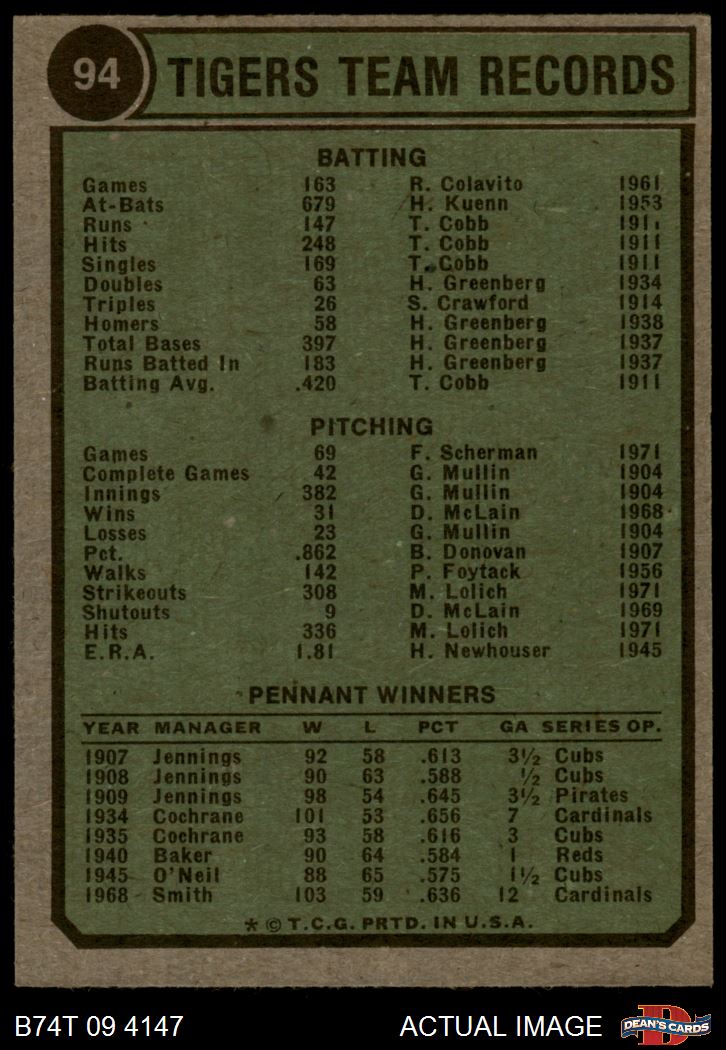 94 TIGERS TEAM RECORDS
BATTING
Games 163 R. Colavito 1961
At-Bats 679 H. Kuenn 1953
Runs 147 T. Cobb 1911
Hits 248 T. Cobb 1911
Singles 169 T. Cobb 1911
Doubles 63 H. Greenberg 1934
Triples 26 S. Crawford 1914
Homers 58 H. Greenberg 1938
Total Bases 397 H. Greenberg 1937
Runs Batted In 183 H. Greenberg 1937
Batting Avg. .420 T. Cobb 1911
PITCHING
Games 69 F. Scherman 1971
Complete Games 42 G. Mullin 1904
Innings 382 G. Mullin 1904
Wins 31 D. McLain 1968
Losses 23 G. Mullin 1904
Pct. .862 B. Donovan 1907
Walks 142 P. Foytack 1956
Strikeouts 308 M. Lolich 1971
Shutouts 9 D. McLain 1969
Hits 336 M. Lolich 1971
E.R.A. 1.81 H. Newhouser 1945
PENNANT WINNERS
YEAR MANAGER W L PCT GA SERIES OP.
1907 Jennings 92 58 .613 3½ Cubs
1908 Jennings 90 63 .588 ½ Cubs
1909 Jennings 98 54 .645 3½ Pirates
1934 Cochrane 101 53 .656 7 Cardinals
1935 Cochrane 93 58 .616 3 Cubs
1940 Baker 90 64 .584 1 Reds
1945 O'Neil 88 65 .575 1½ Cubs
1968 Smith 103 59 .636 12 Cardinals
* © T.C.G. PRTD. IN U.S.A.
B74T 09 4147 ACTUAL IMAGE D DEAN'S CARDS